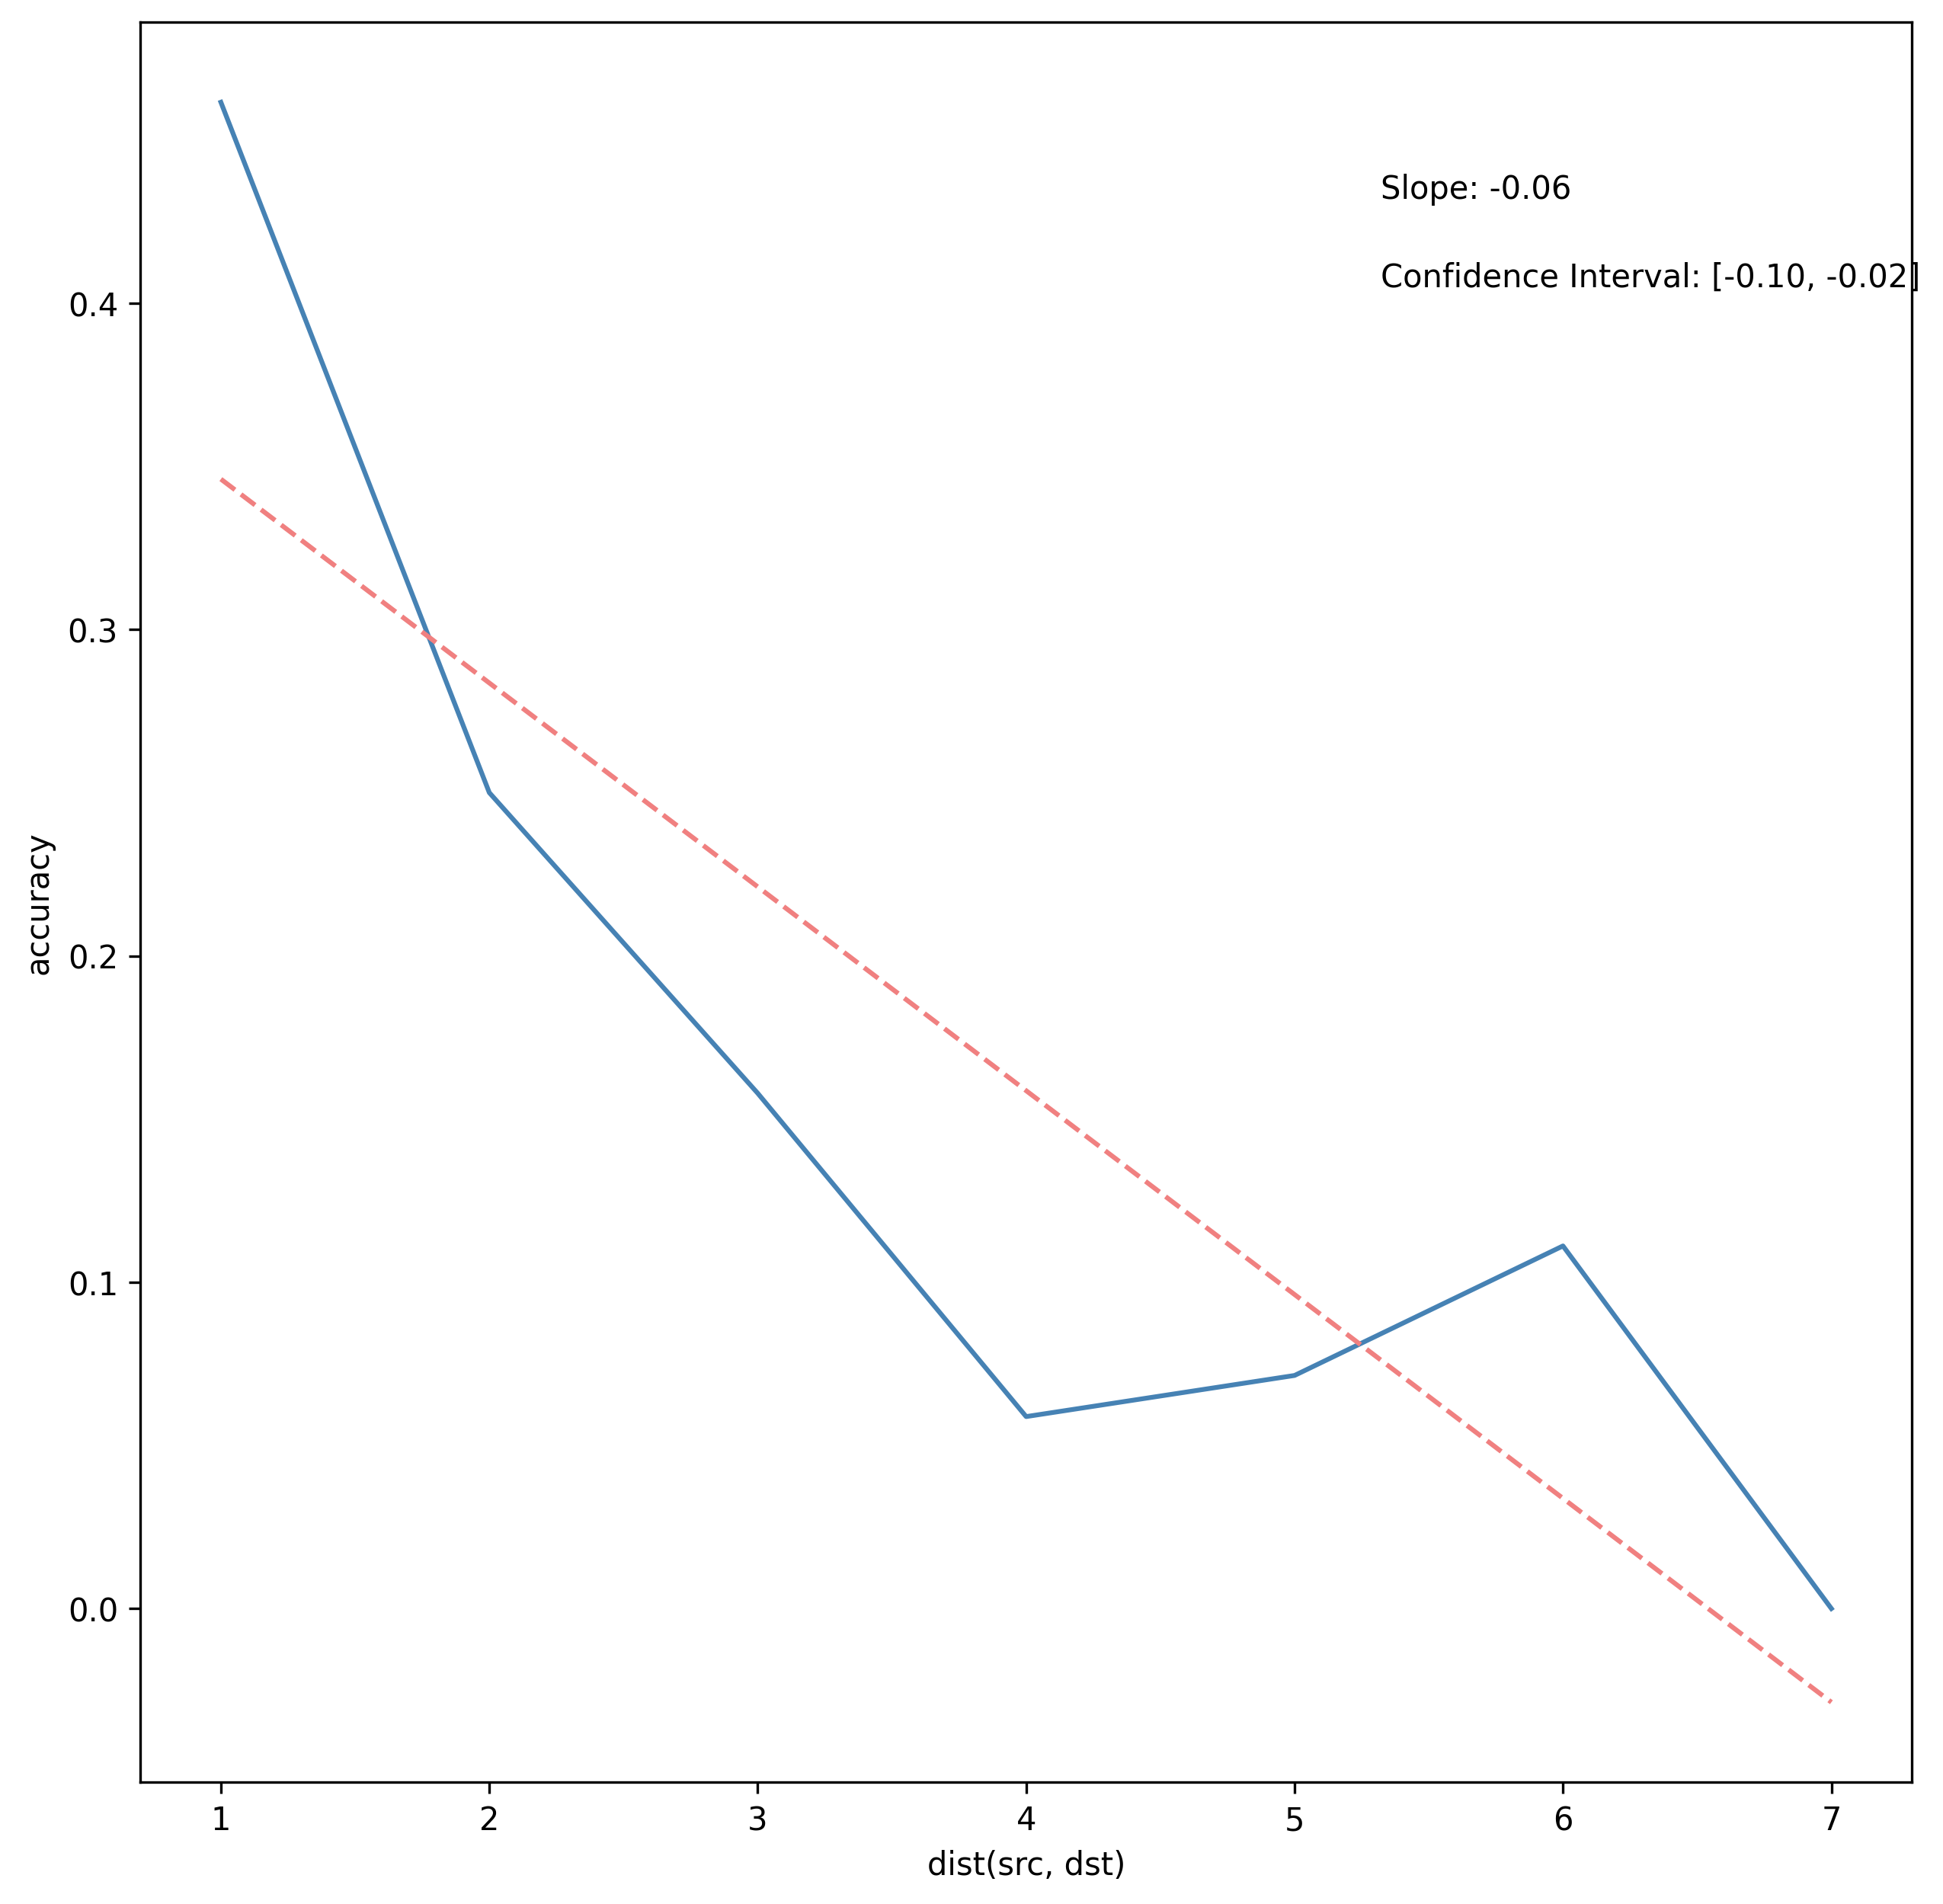 Slope: -0.06
Confidence Interval: [-0.10, -0.02]
0.4
0.3
0.2
0.1
0.0
accuracy
1 2 3 4 5 6 7
dist(src, dst)